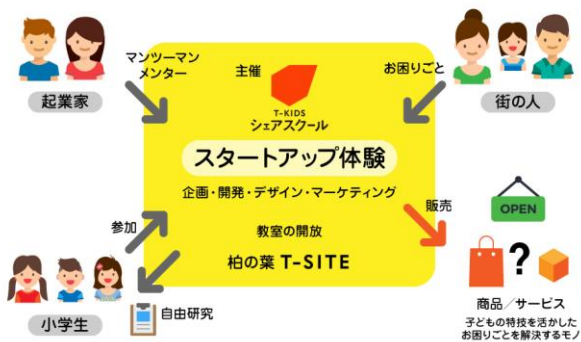 起業家
マンツーマン
メンター
主催
T-KIDS
シェアスクール
お困りごと
街の人
スタートアップ体験
企画・開発・デザイン・マーケティング
教室の開放
柏の葉 T-SITE
参加
小学生
自由研究
販売
OPEN
?
商品／サービス
子どもの特技を活かした
お困りごとを解決するモノ